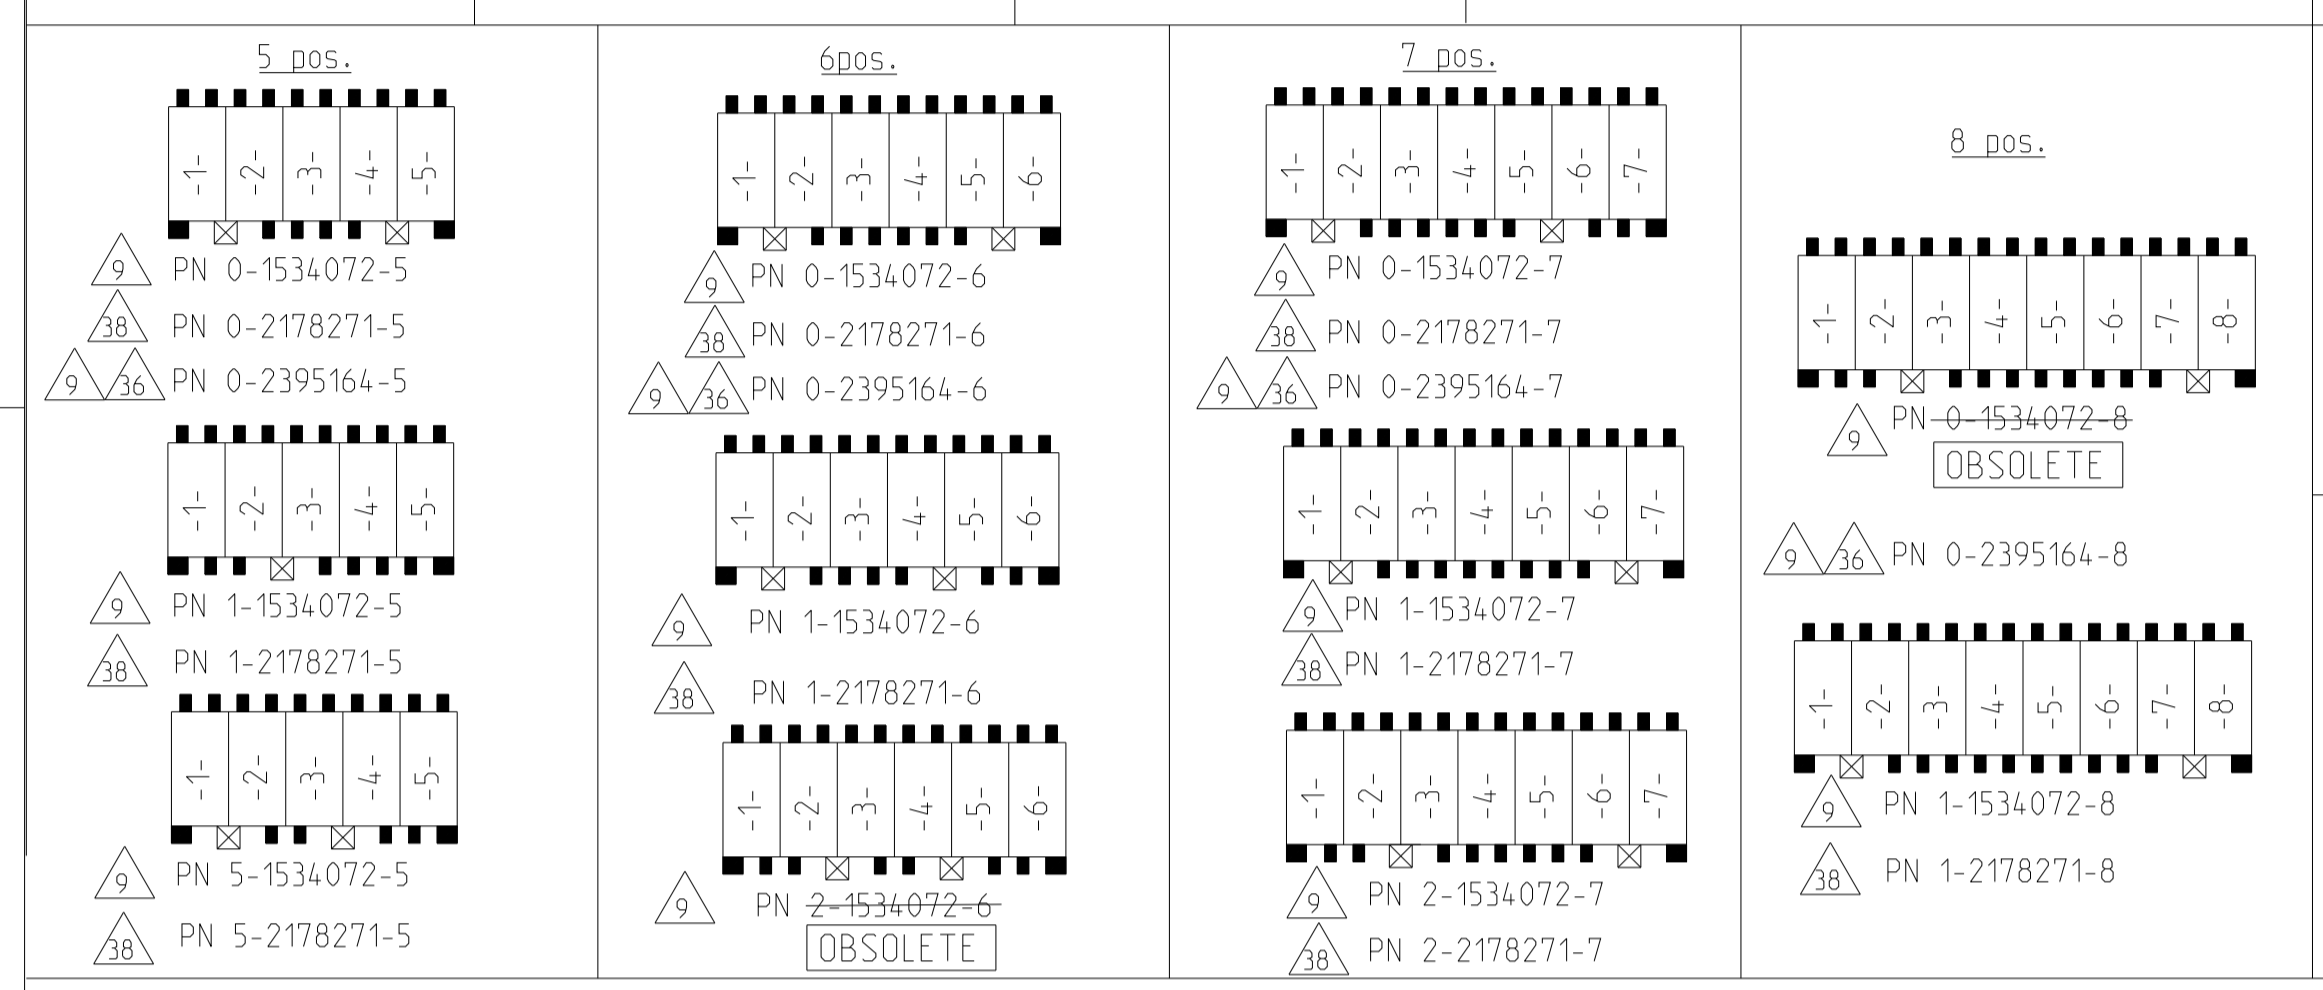 5 pos.
-1- -2- -3- -4- -5-
9 PN 0-1534072-5
38 PN 0-2178271-5
9 36 PN 0-2395164-5
-1- -2- -3- -4- -5-
9 PN 1-1534072-5
38 PN 1-2178271-5
-1- -2- -3- -4- -5-
9 PN 5-1534072-5
38 PN 5-2178271-5
6pos.
-1- -2- -3- -4- -5- -6-
9 PN 0-1534072-6
38 PN 0-2178271-6
9 36 PN 0-2395164-6
-1- -2- -3- -4- -5- -6-
9 PN 1-1534072-6
38 PN 1-2178271-6
-1- -2- -3- -4- -5- -6-
9 PN 2-1534072-6
OBSOLETE
7 pos.
-1- -2- -3- -4- -5- -6- -7-
9 PN 0-1534072-7
38 PN 0-2178271-7
9 36 PN 0-2395164-7
-1- -2- -3- -4- -5- -6- -7-
9 PN 1-1534072-7
38 PN 1-2178271-7
-1- -2- -3- -4- -5- -6- -7-
9 PN 2-1534072-7
38 PN 2-2178271-7
8 pos.
-1- -2- -3- -4- -5- -6- -7- -8-
9 PN 0-1534072-8
OBSOLETE
9 36 PN 0-2395164-8
-1- -2- -3- -4- -5- -6- -7- -8-
9 PN 1-1534072-8
38 PN 1-2178271-8